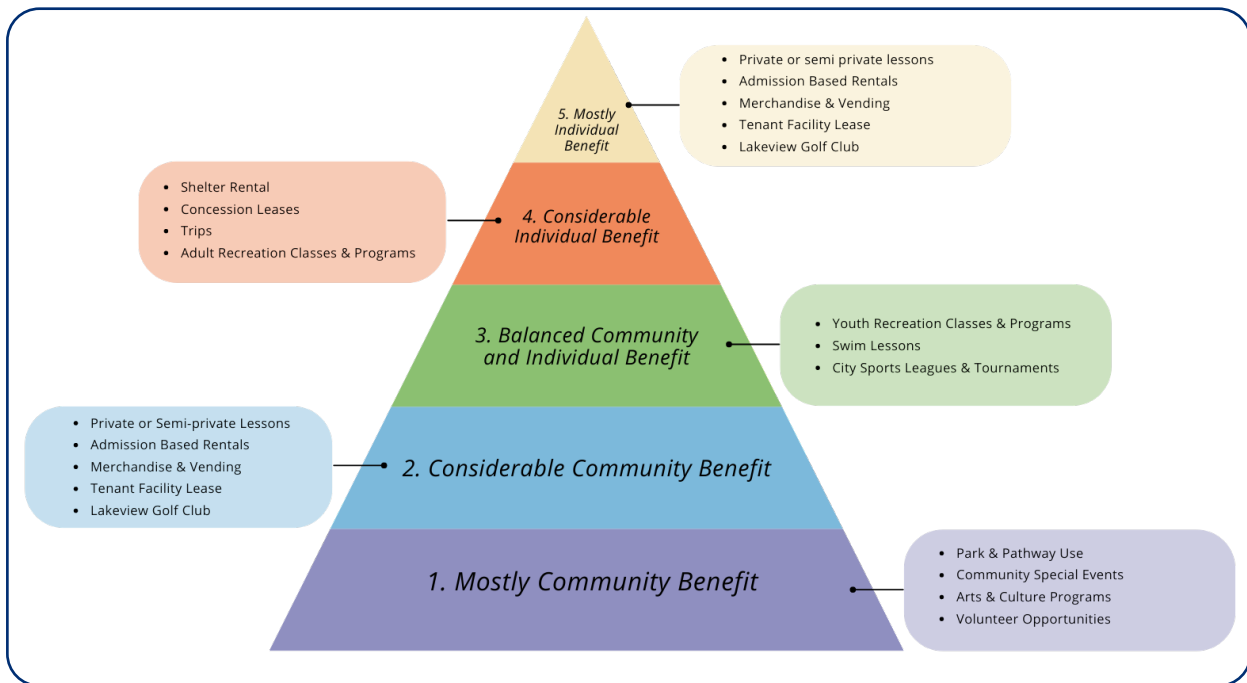 5. Mostly
Individual
Benefit
• Private or semi private lessons
• Admission Based Rentals
• Merchandise & Vending
• Tenant Facility Lease
• Lakeview Golf Club
• Shelter Rental
• Concession Leases
• Trips
• Adult Recreation Classes & Programs
4. Considerable
Individual Benefit
3. Balanced Community
and Individual Benefit
• Youth Recreation Classes & Programs
• Swim Lessons
• City Sports Leagues & Tournaments
• Private or Semi-private Lessons
• Admission Based Rentals
• Merchandise & Vending
• Tenant Facility Lease
• Lakeview Golf Club
2. Considerable Community Benefit
1. Mostly Community Benefit
• Park & Pathway Use
• Community Special Events
• Arts & Culture Programs
• Volunteer Opportunities